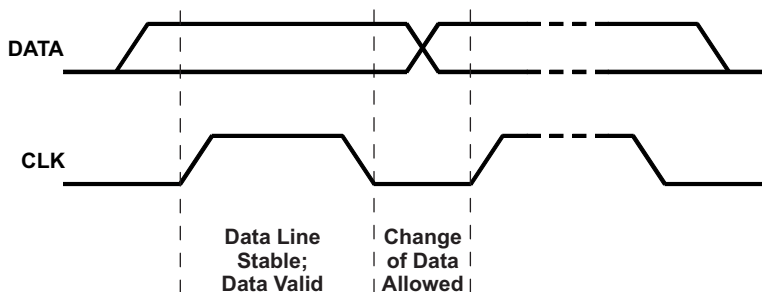 DATA
CLK
Data Line
Stable;
Data Valid
Change
of Data
Allowed